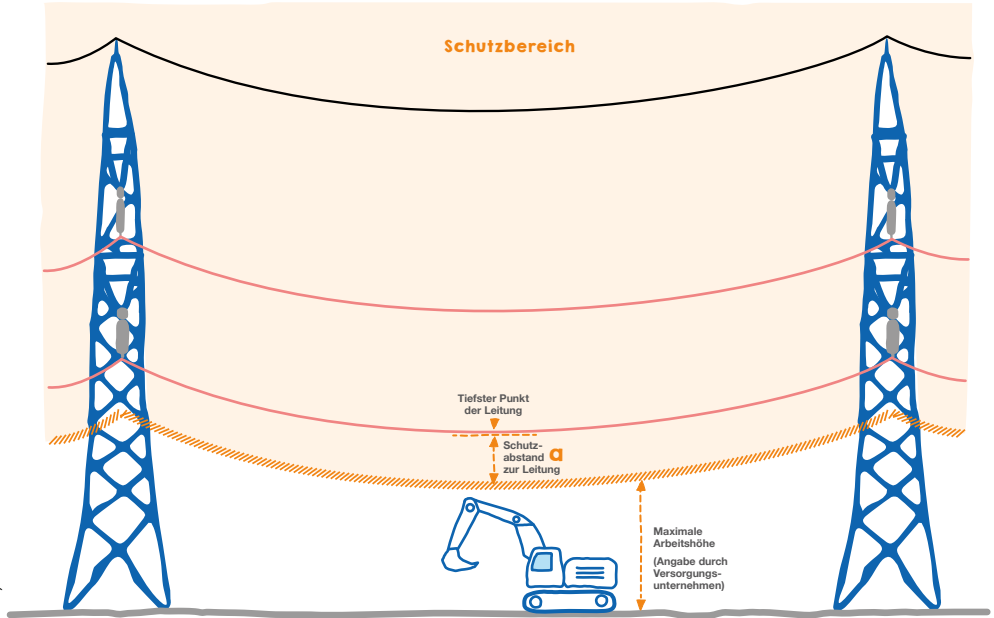 Schutzbereich
Tiefster Punkt
der Leitung
Schutz-
abstand a
zur Leitung
Maximale
Arbeitshöhe
(Angabe durch
Versorgungs-
unternehmen)